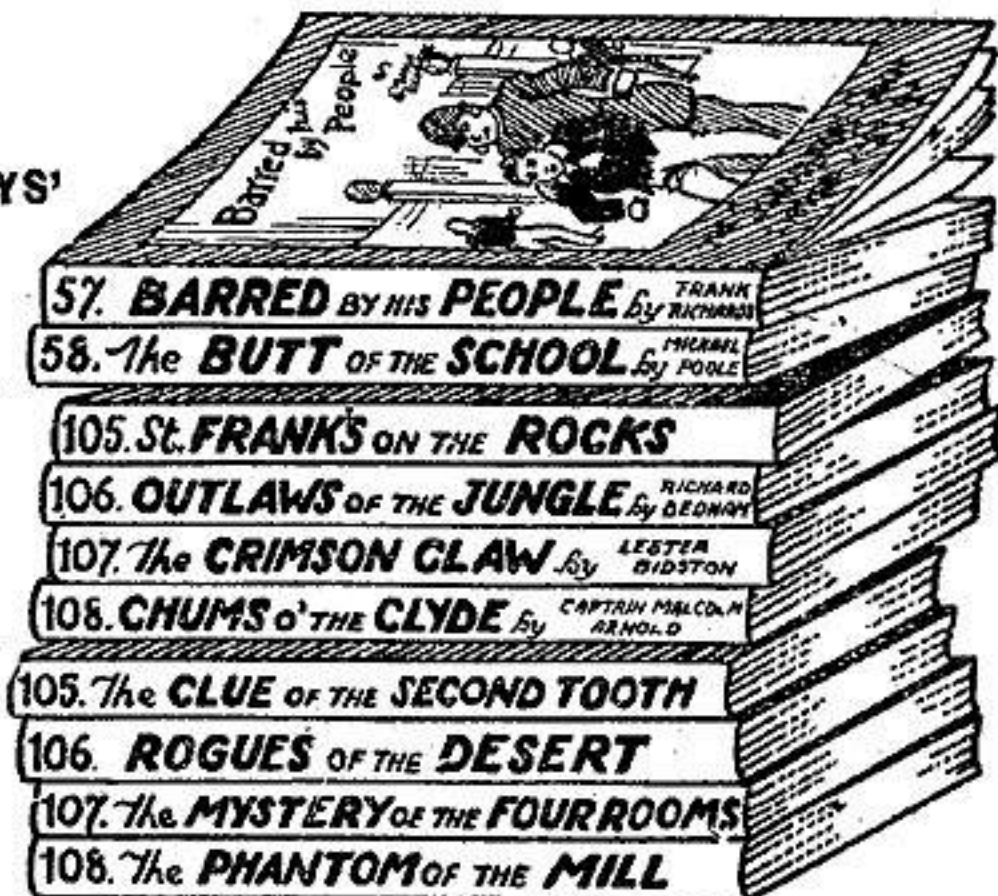 YS'
Barred
by his
People
57. BARRED BY HIS PEOPLE by FRANK RICHARDS
58. The BUTT OF THE SCHOOL by MICHAEL POOLE
105. St. FRANK'S ON THE ROCKS
106. OUTLAWS OF THE JUNGLE by RICHARD BEDHAM
107. The CRIMSON CLAW by LESTER BIDSTON
108. CHUMS O' THE CLYDE by CAPTAIN MALCOLM ARNOLD
105. The CLUE OF THE SECOND TOOTH
106. ROGUES OF THE DESERT
107. The MYSTERY OF THE FOUR ROOMS
108. The PHANTOM OF THE MILL